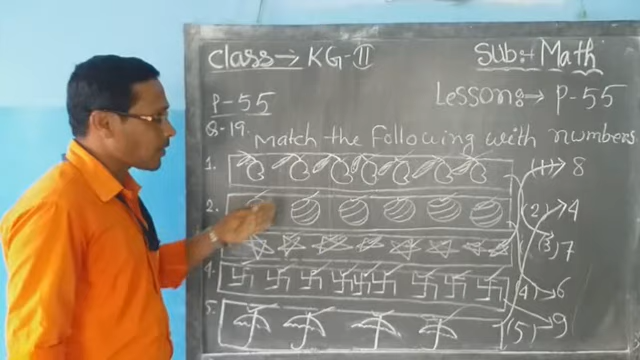 class → KG-II
Sub:- Math
P-55
Lesson:→ P-55
Q-19. Match the Following with numbers.
1. (1) → 8
2. (2) 4
(3) 7
4. (4) → 6
5. (5) 9